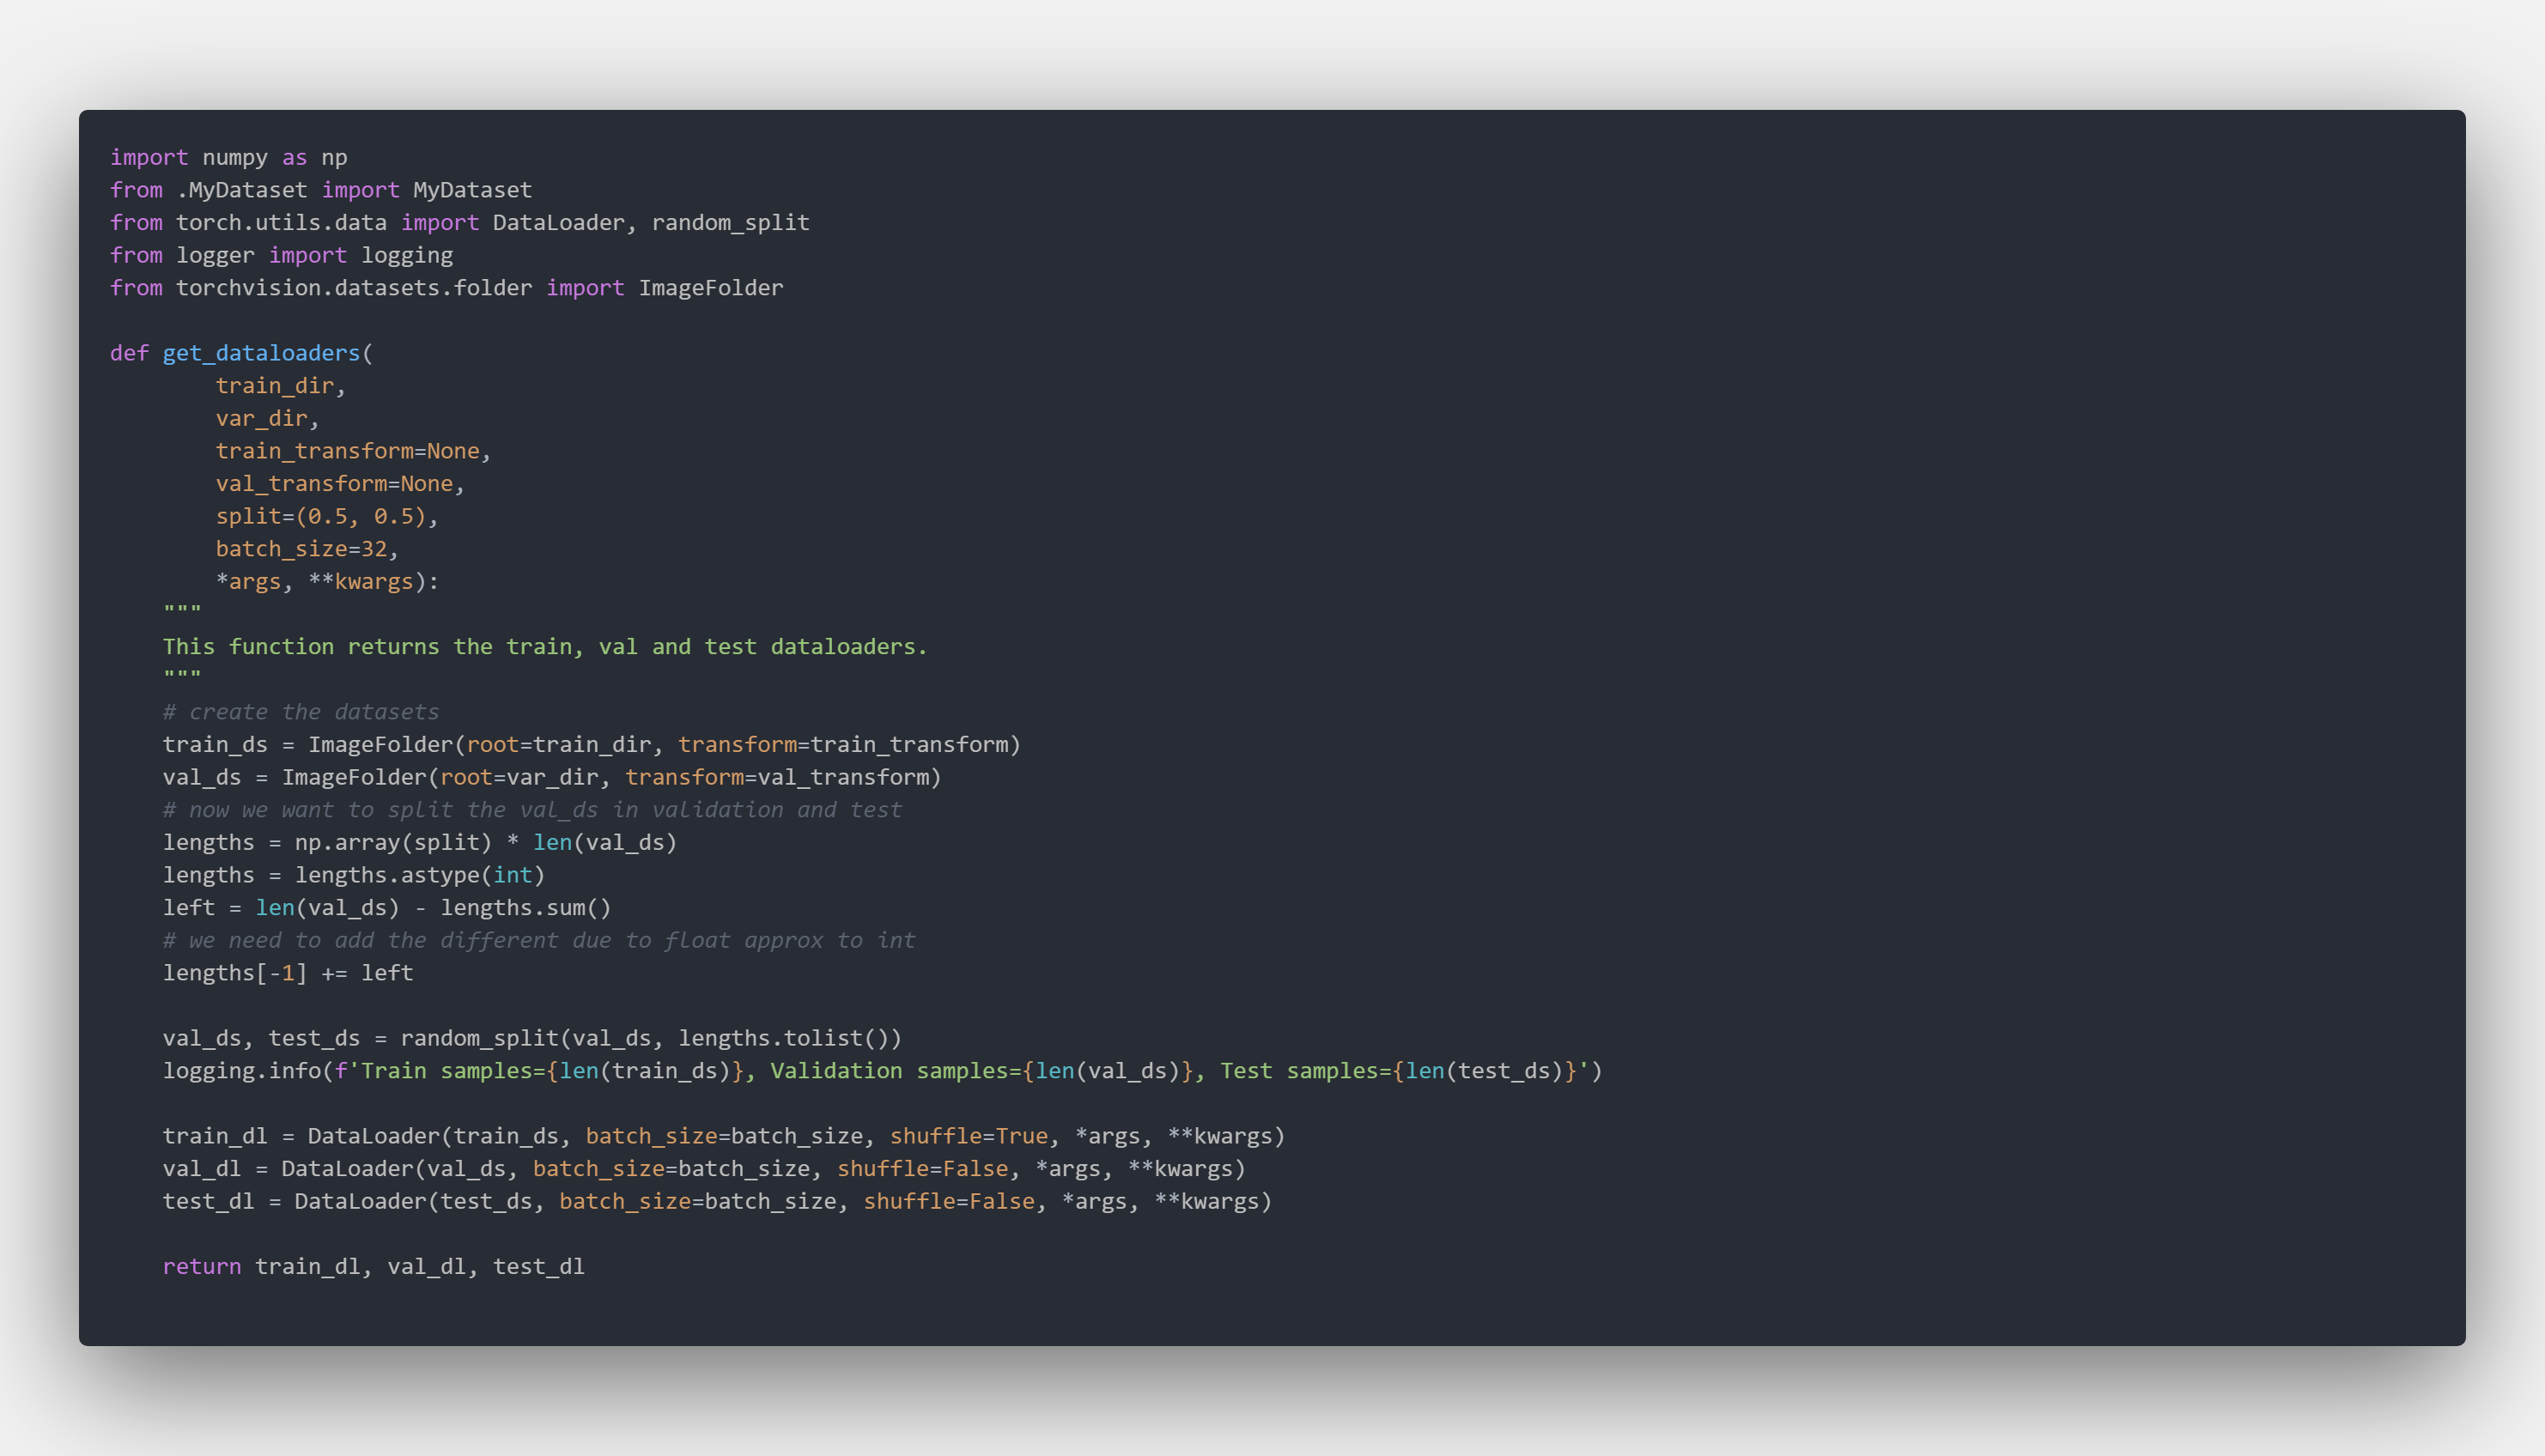 import numpy as np
from .MyDataset import MyDataset
from torch.utils.data import DataLoader, random_split
from logger import logging
from torchvision.datasets.folder import ImageFolder

def get_dataloaders(
        train_dir,
        var_dir,
        train_transform=None,
        val_transform=None,
        split=(0.5, 0.5),
        batch_size=32,
        *args, **kwargs):
    """
    This function returns the train, val and test dataloaders.
    """
    # create the datasets
    train_ds = ImageFolder(root=train_dir, transform=train_transform)
    val_ds = ImageFolder(root=var_dir, transform=val_transform)
    # now we want to split the val_ds in validation and test
    lengths = np.array(split) * len(val_ds)
    lengths = lengths.astype(int)
    left = len(val_ds) - lengths.sum()
    # we need to add the different due to float approx to int
    lengths[-1] += left

    val_ds, test_ds = random_split(val_ds, lengths.tolist())
    logging.info(f'Train samples={len(train_ds)}, Validation samples={len(val_ds)}, Test samples={len(test_ds)}')

    train_dl = DataLoader(train_ds, batch_size=batch_size, shuffle=True, *args, **kwargs)
    val_dl = DataLoader(val_ds, batch_size=batch_size, shuffle=False, *args, **kwargs)
    test_dl = DataLoader(test_ds, batch_size=batch_size, shuffle=False, *args, **kwargs)

    return train_dl, val_dl, test_dl